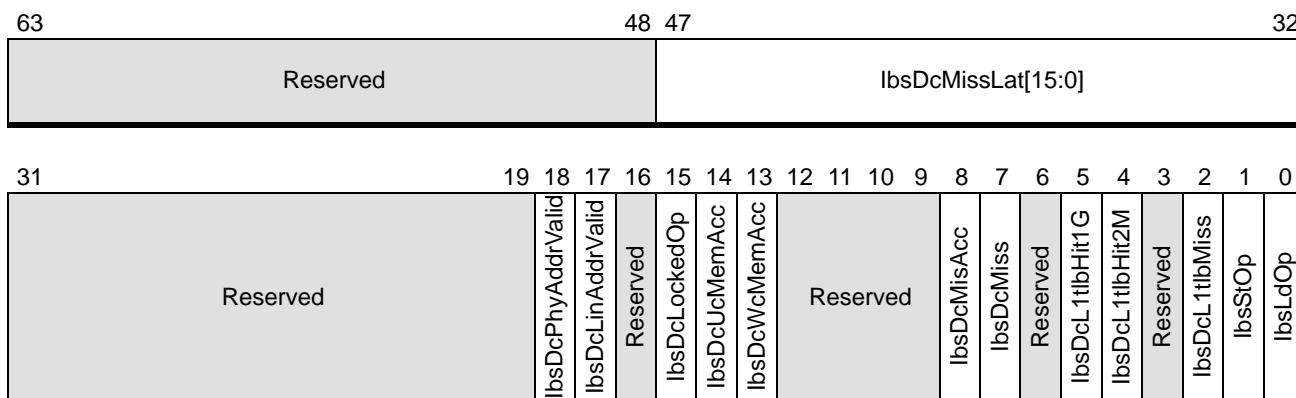 63 48 47 32
Reserved IbsDcMissLat[15:0]
31 19 18 17 16 15 14 13 12 11 10 9 8 7 6 5 4 3 2 1 0
Reserved
IbsDcPhyAddrValid
IbsDcLinAddrValid
Reserved
IbsDcLockedOp
IbsDcUcMemAcc
IbsDcWcMemAcc
Reserved
IbsDcMisAcc
IbsDcMiss
Reserved
IbsDcL1tlbHit1G
IbsDcL1tlbHit2M
Reserved
IbsDcL1tlbMiss
IbsStOp
IbsLdOp